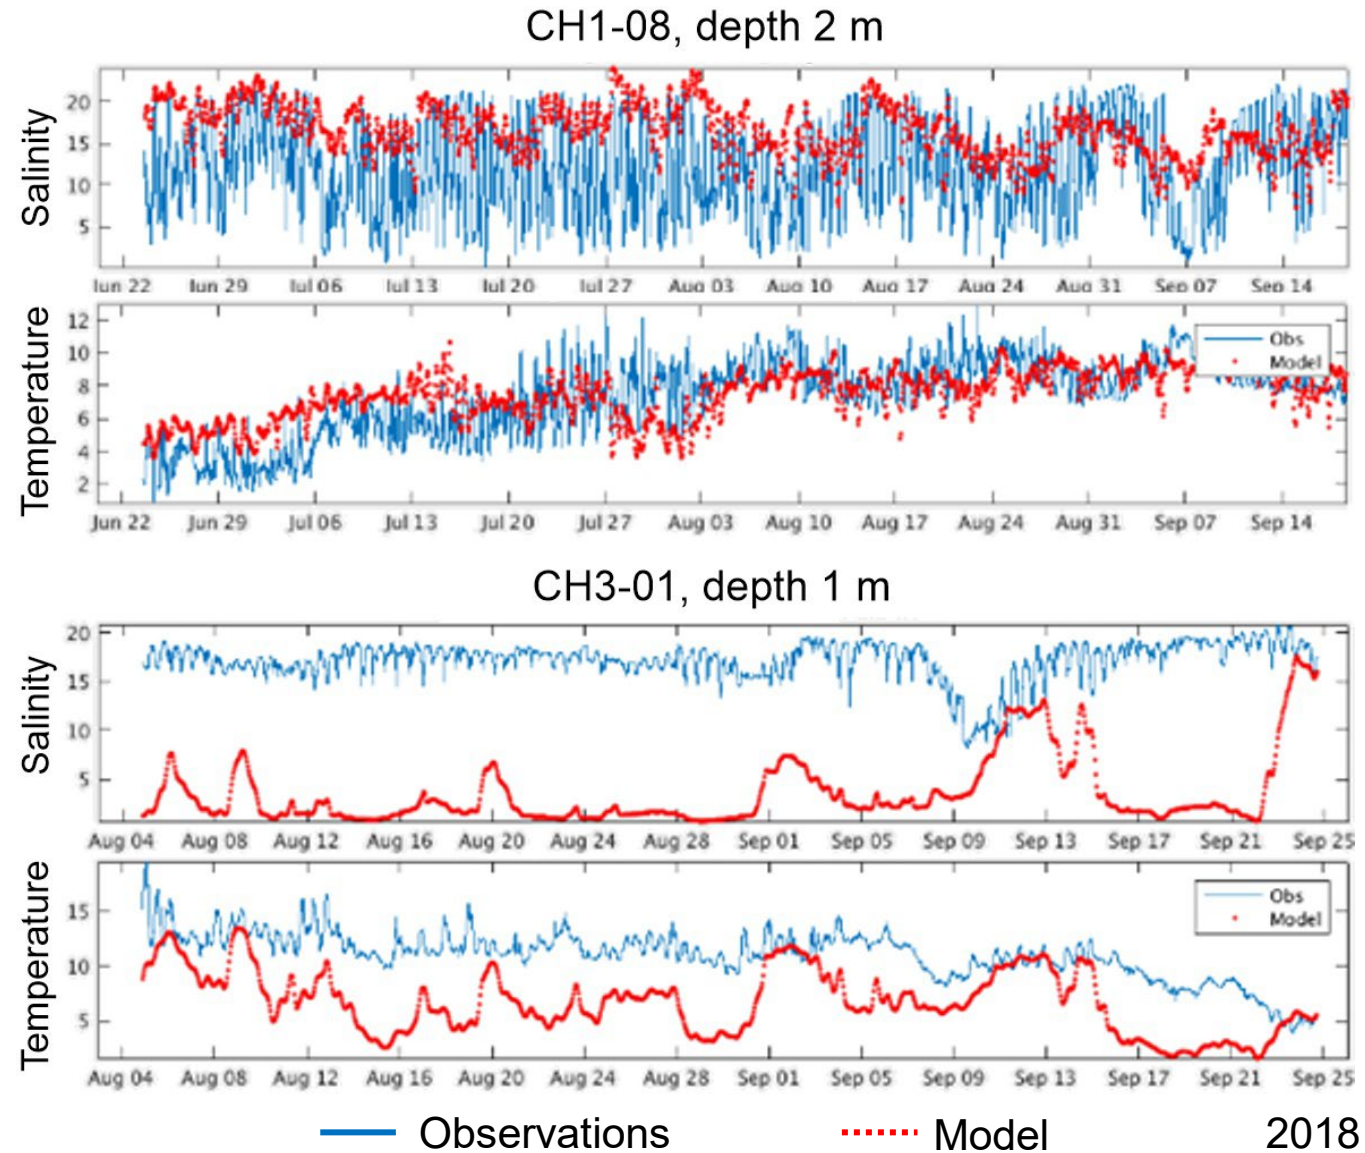 CH1-08, depth 2 m
Salinity
20
15
10
5
Jun 22 Jun 29 Jul 06 Jul 13 Jul 20 Jul 27 Aug 03 Aug 10 Aug 17 Aug 24 Aug 31 Sep 07 Sep 14
Temperature
12
10
8
6
4
2
Obs
Model
Jun 22 Jun 29 Jul 06 Jul 13 Jul 20 Jul 27 Aug 03 Aug 10 Aug 17 Aug 24 Aug 31 Sep 07 Sep 14
CH3-01, depth 1 m
Salinity
20
15
10
5
Aug 04 Aug 08 Aug 12 Aug 16 Aug 20 Aug 24 Aug 28 Sep 01 Sep 05 Sep 09 Sep 13 Sep 17 Sep 21 Sep 25
Temperature
15
10
5
Obs
Model
Aug 04 Aug 08 Aug 12 Aug 16 Aug 20 Aug 24 Aug 28 Sep 01 Sep 05 Sep 09 Sep 13 Sep 17 Sep 21 Sep 25
Observations Model 2018